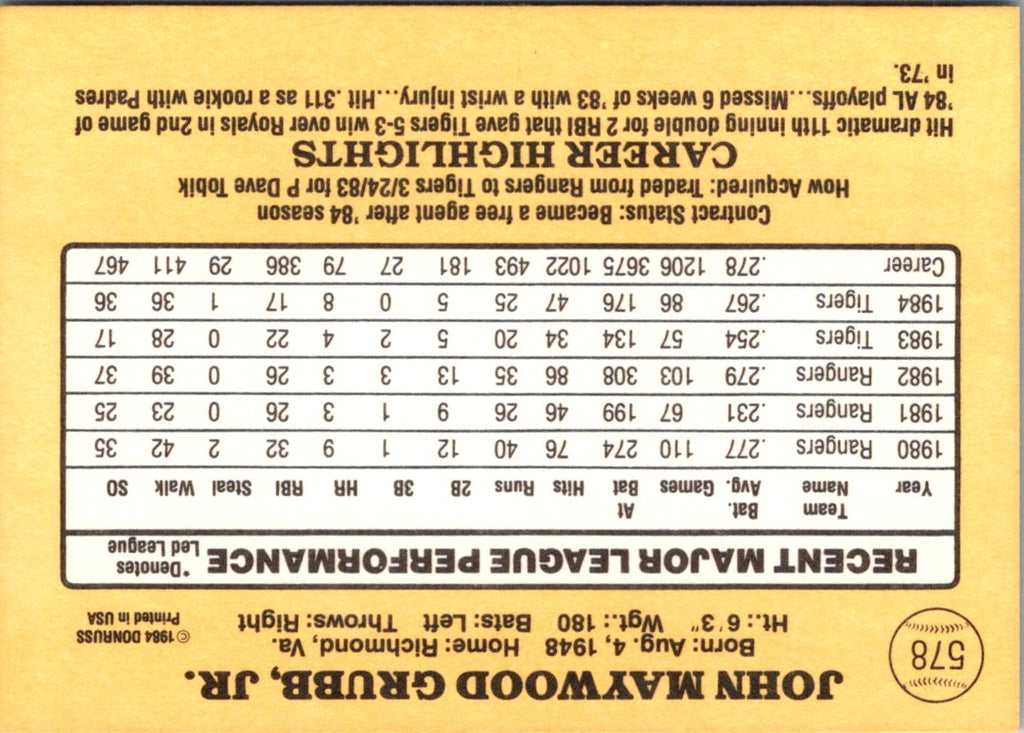 578
JOHN MAYWOOD GRUBB, JR.
Born: Aug. 4, 1948 Home: Richmond, Va.
Ht.: 6'3" Wgt.: 180 Bats: Left Throws: Right
©1984 DONRUSS
Printed in USA
RECENT MAJOR LEAGUE PERFORMANCE
*Denotes
Led League
Year Team Name Bat. Avg. Games At Bat Hits Runs 2B 3B HR RBI Steal Walk SO
1980 Rangers .277 110 274 76 40 12 1 9 32 2 42 35
1981 Rangers .231 67 199 46 26 9 1 3 26 0 23 25
1982 Rangers .279 103 308 86 35 13 3 3 26 0 39 37
1983 Tigers .254 57 134 34 20 5 2 4 22 0 28 17
1984 Tigers .267 86 176 47 25 5 0 8 17 1 36 36
Career .278 1206 3675 1022 493 181 27 79 386 29 411 467
Contract Status: Became a free agent after '84 season
How Acquired: Traded from Rangers to Tigers 3/24/83 for P Dave Tobik
CAREER HIGHLIGHTS
Hit dramatic 11th inning double for 2 RBI that gave Tigers 5-3 win over Royals in 2nd game of
'84 AL playoffs...Missed 6 weeks of '83 with a wrist injury...Hit .311 as a rookie with Padres
in '73.